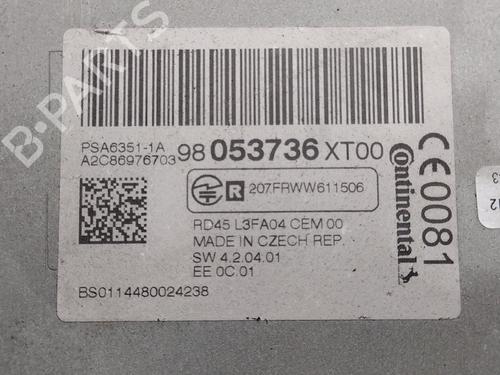 B-PARTS
PSA6351-1A
A2C86976703
98 053736 XT00
R 207FRWW611506
RD45 L3FA04 CEM 00
MADE IN CZECH REP.
SW 4.2.04.01
EE 0C.01
BS0114480024238
Continental
CE0081